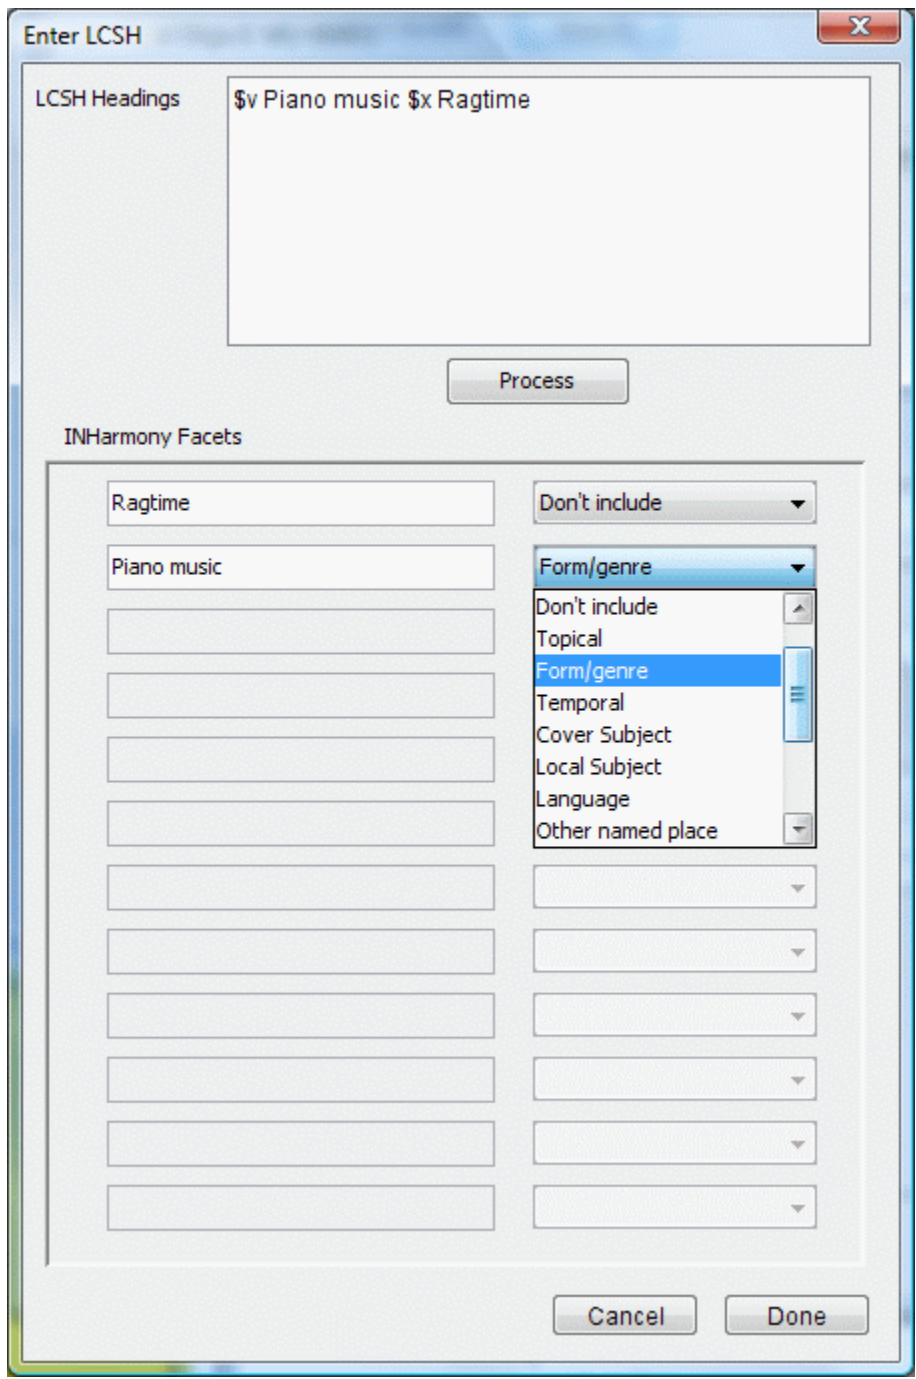 Enter LCSH
LCSH Headings
$v Piano music $x Ragtime
Process
INHarmony Facets
Ragtime
Don't include
Piano music
Form/genre
Don't include
Topical
Form/genre
Temporal
Cover Subject
Local Subject
Language
Other named place
Cancel
Done